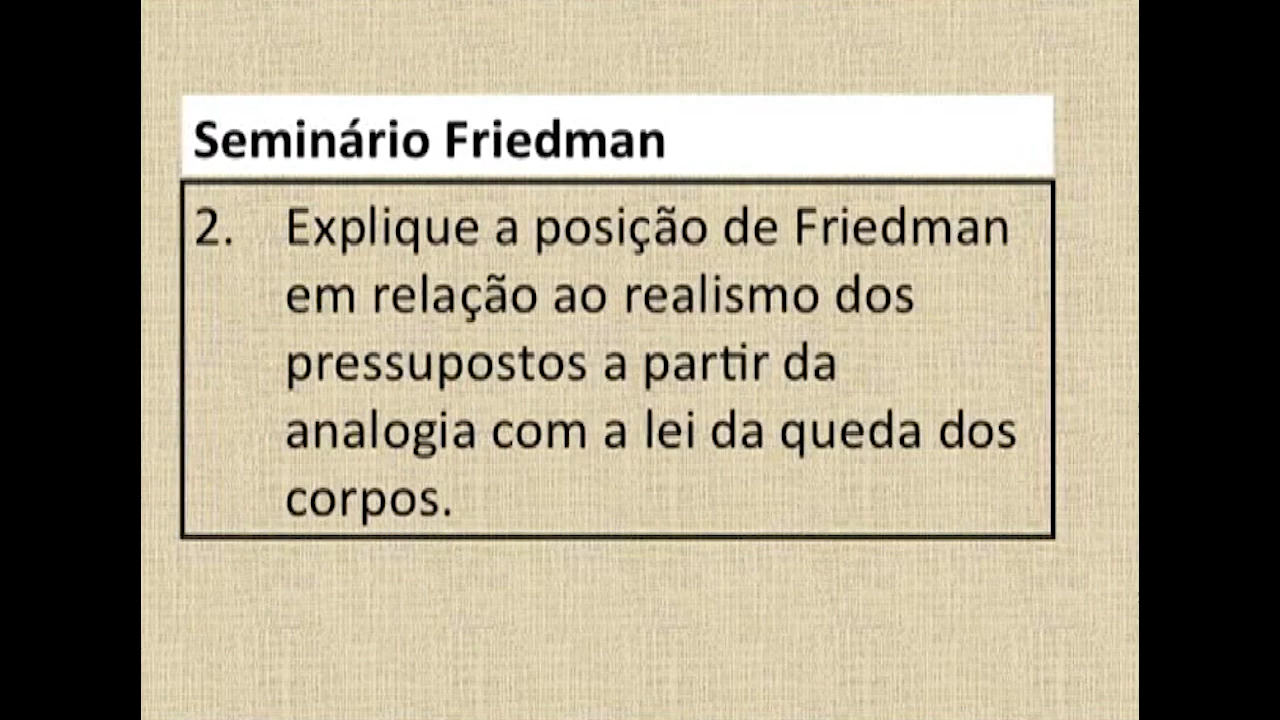 Seminário Friedman
2. Explique a posição de Friedman
em relação ao realismo dos
pressupostos a partir da
analogia com a lei da queda dos
corpos.